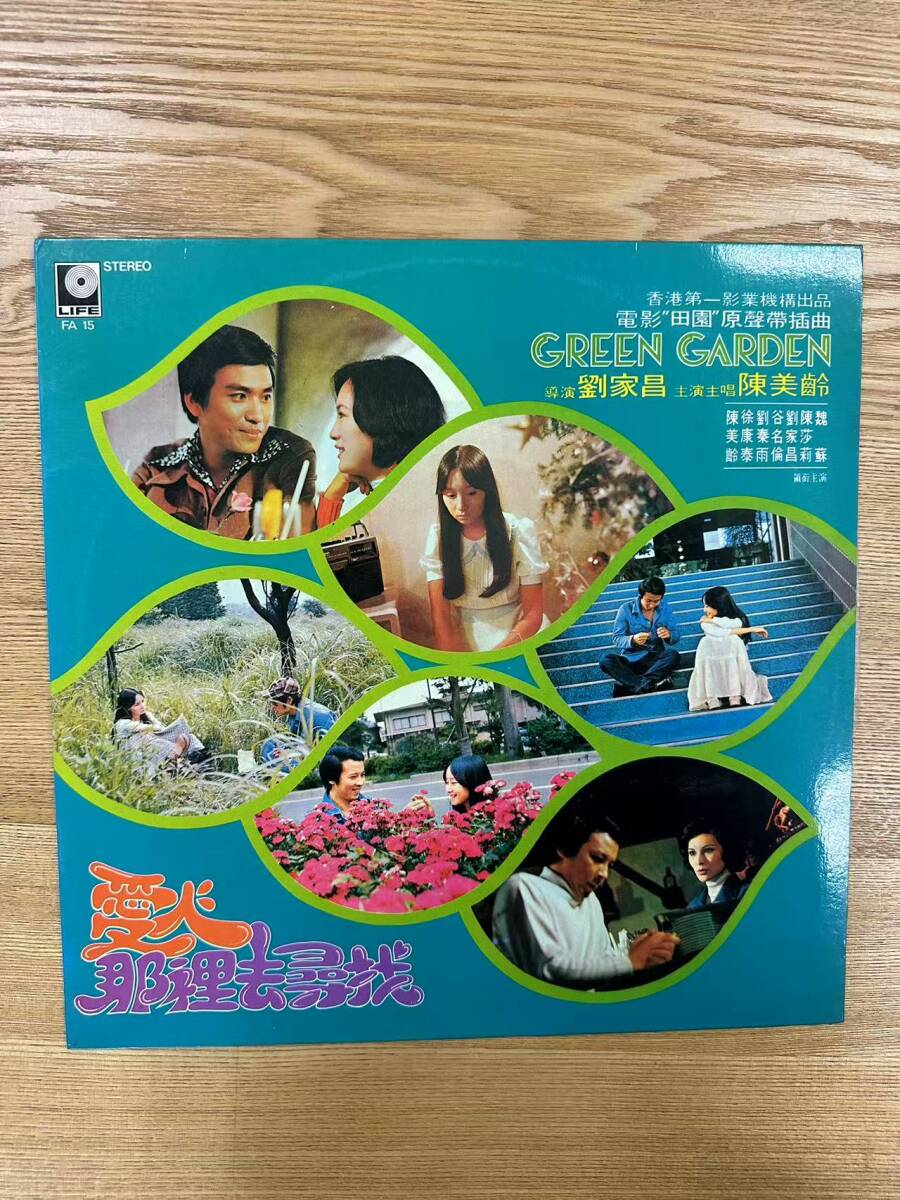 LIFE
STEREO
FA 15
香港第一影業機構出品
電影"田園"原聲帶插曲
GREEN GARDEN
導演劉家昌 主演主唱陳美齡
陳美齡
徐康泰
劉秦雨
谷名倫
劉家昌
陳莎莉
魏蘇
領銜主演
愛火
那裡去尋找